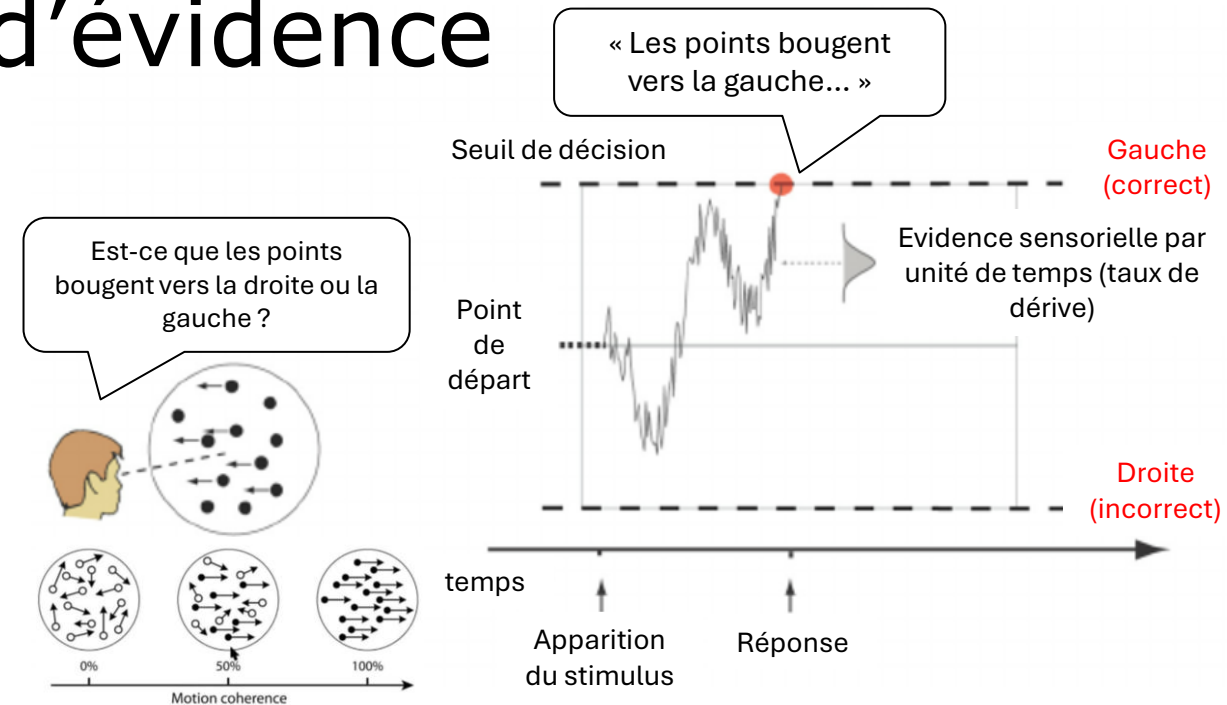 d’évidence
« Les points bougent
vers la gauche… »
Seuil de décision
Gauche
(correct)
Est-ce que les points
bougent vers la droite ou la
gauche ?
Evidence sensorielle par
unité de temps (taux de
dérive)
Point
de
départ
Droite
(incorrect)
temps
Apparition
du stimulus
Réponse
0%
50%
100%
Motion coherence